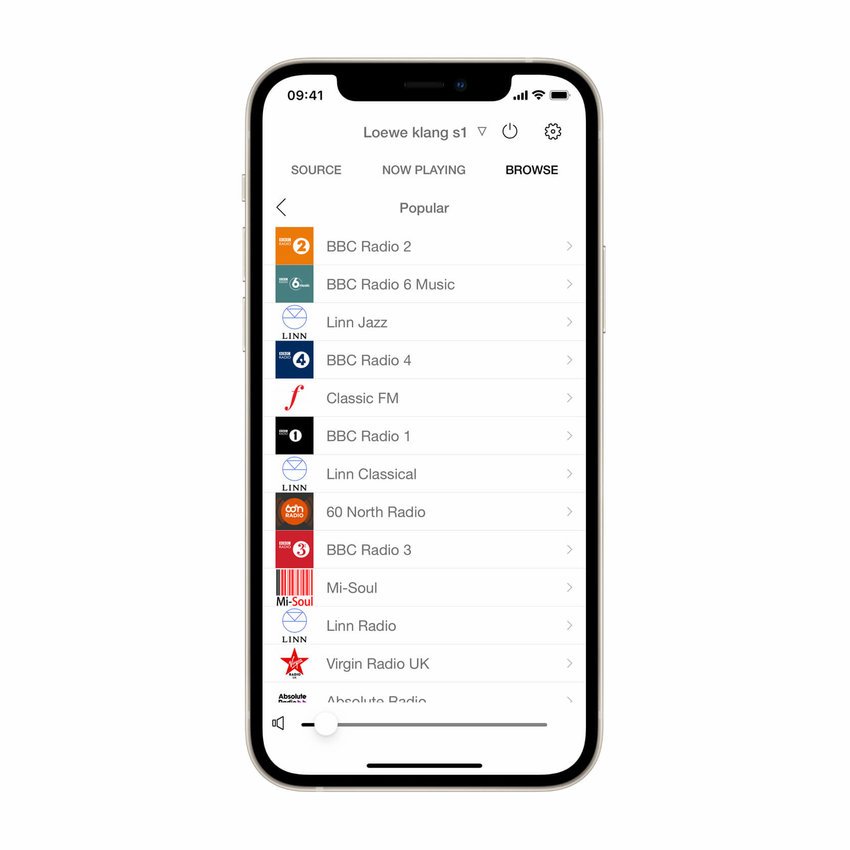 09:41
Loewe klang s1
SOURCE NOW PLAYING BROWSE
Popular
BBC RADIO 2 BBC Radio 2
BBC RADIO 6 music BBC Radio 6 Music
LINN Linn Jazz
BBC RADIO 4 BBC Radio 4
f Classic FM
BBC RADIO 1 BBC Radio 1
LINN Linn Classical
60n RADIO 60 North Radio
BBC RADIO 3 BBC Radio 3
Mi-Soul Mi-Soul
LINN Linn Radio
Virgin RADIO UK Virgin Radio UK
Absolute Radio Absolute Radio